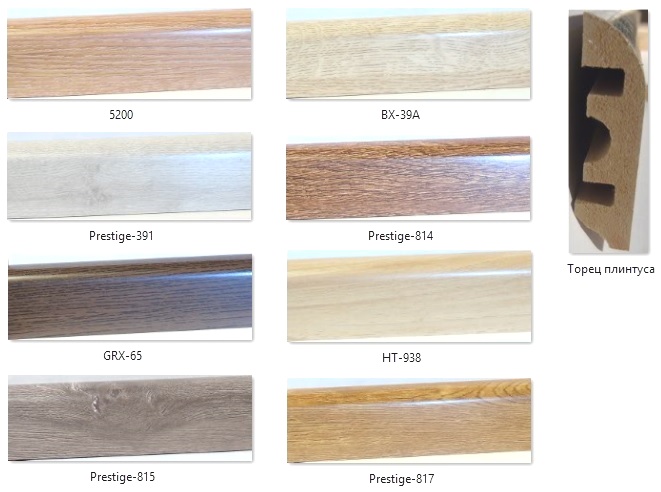 5200
BX-39A
Prestige-391
Prestige-814
Торец плинтуса
GRX-65
HT-938
Prestige-815
Prestige-817